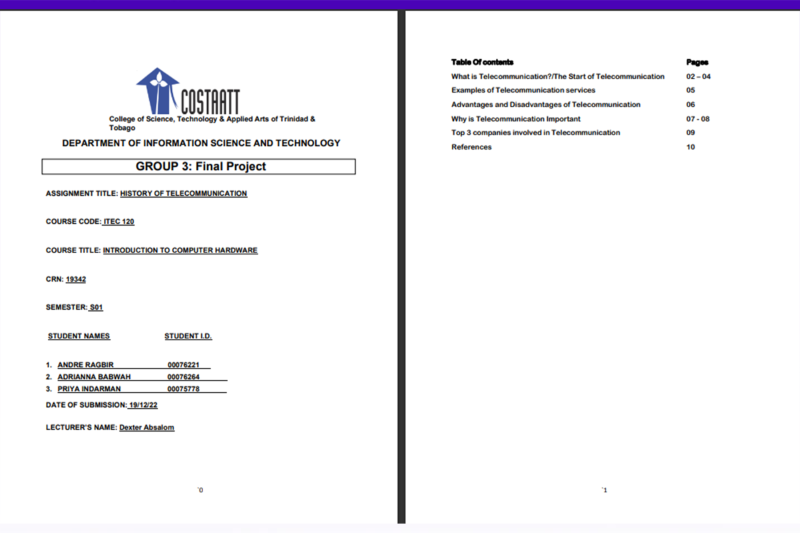 COSTAATT
College of Science, Technology & Applied Arts of Trinidad &
Tobago
DEPARTMENT OF INFORMATION SCIENCE AND TECHNOLOGY
GROUP 3: Final Project
ASSIGNMENT TITLE: HISTORY OF TELECOMMUNICATION
COURSE CODE: ITEC 120
COURSE TITLE: INTRODUCTION TO COMPUTER HARDWARE
CRN: 19342
SEMESTER: S01
STUDENT NAMES STUDENT I.D.
1. ANDRE RAGBIR 00076221
2. ADRIANNA BABWAH 00076264
3. PRIYA INDARMAN 00075778
DATE OF SUBMISSION: 19/12/22
LECTURER'S NAME: Dexter Absalom
`0
Table Of contents Pages
What is Telecommunication?/The Start of Telecommunication 02 – 04
Examples of Telecommunication services 05
Advantages and Disadvantages of Telecommunication 06
Why is Telecommunication Important 07 - 08
Top 3 companies involved in Telecommunication 09
References 10
`1